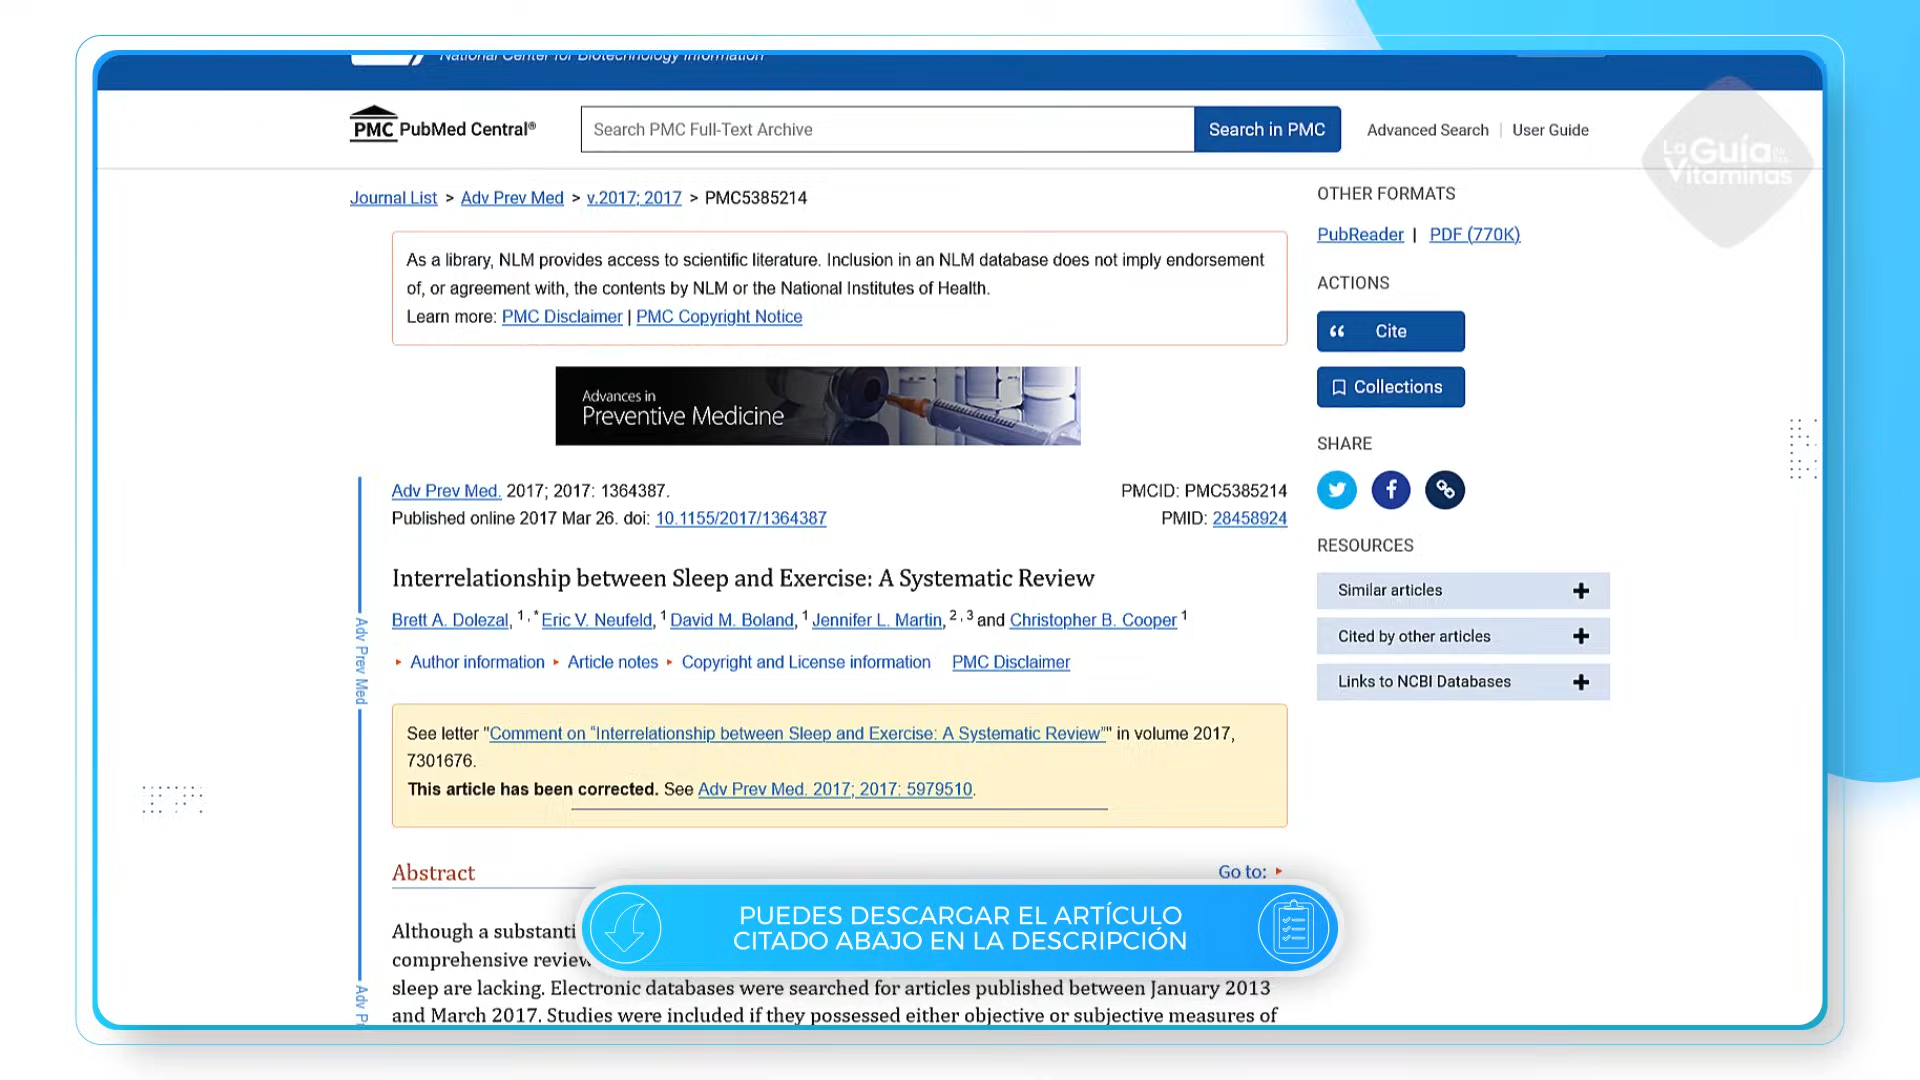 National Center for Biotechnology Information
PMC PubMed Central®
Search PMC Full-Text Archive
Search in PMC
Advanced Search | User Guide
La Guía de las
Vitaminas
Journal List > Adv Prev Med > v.2017; 2017 > PMC5385214
OTHER FORMATS
PubReader | PDF (770K)
As a library, NLM provides access to scientific literature. Inclusion in an NLM database does not imply endorsement
of, or agreement with, the contents by NLM or the National Institutes of Health.
Learn more: PMC Disclaimer | PMC Copyright Notice
ACTIONS
Cite
Collections
Advances in
Preventive Medicine
SHARE
Adv Prev Med. 2017; 2017: 1364387.
PMCID: PMC5385214
Published online 2017 Mar 26. doi: 10.1155/2017/1364387
PMID: 28458924
RESOURCES
Similar articles
Cited by other articles
Links to NCBI Databases
Interrelationship between Sleep and Exercise: A Systematic Review
Brett A. Dolezal, 1,* Eric V. Neufeld, 1 David M. Boland, 1 Jennifer L. Martin, 2,3 and Christopher B. Cooper 1
Author information Article notes Copyright and License information PMC Disclaimer
Adv Prev Med
See letter "Comment on “Interrelationship between Sleep and Exercise: A Systematic Review”" in volume 2017,
7301676.
This article has been corrected. See Adv Prev Med. 2017; 2017: 5979510.
Abstract
Go to:
PUEDES DESCARGAR EL ARTÍCULO
CITADO ABAJO EN LA DESCRIPCIÓN
Although a substanti
comprehensive review
sleep are lacking. Electronic databases were searched for articles published between January 2013
and March 2017. Studies were included if they possessed either objective or subjective measures of
Adv P